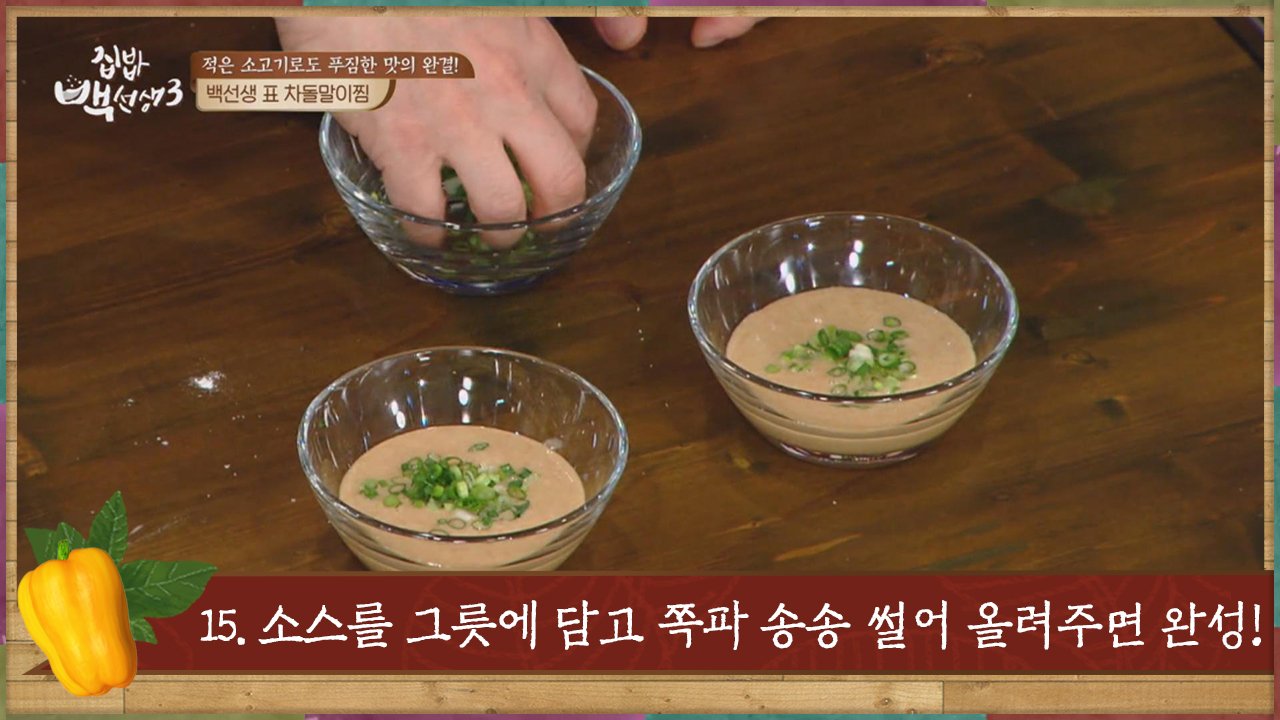 집밥
백선생3
적은 소고기로도 푸짐한 맛의 완결!
백선생 표 차돌말이찜
15. 소스를 그릇에 담고 쪽파 송송 썰어 올려주면 완성!